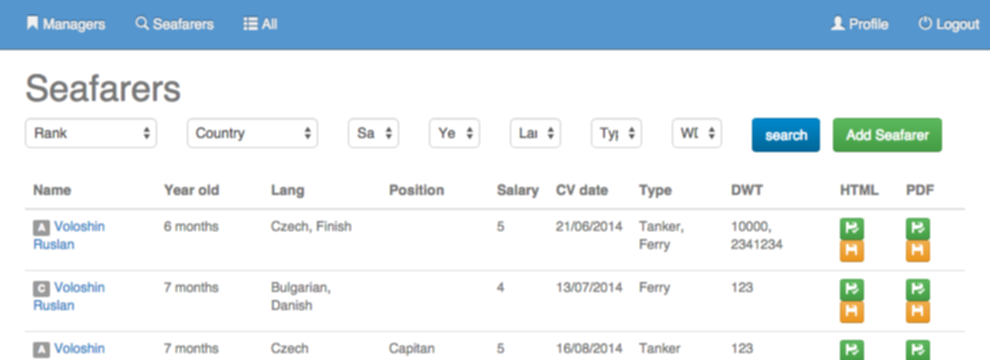 Managers Seafarers All Profile Logout
Seafarers
Rank Country Sa Ye Lai Typ WD search Add Seafarer
Name Year old Lang Position Salary CV date Type DWT HTML PDF
A Voloshin 6 months Czech, Finish 5 21/06/2014 Tanker, 10000,
Ruslan Ferry 2341234
C Voloshin 7 months Bulgarian, 4 13/07/2014 Ferry 123
Ruslan Danish
A Voloshin 7 months Czech Capitan 5 16/08/2014 Tanker 123